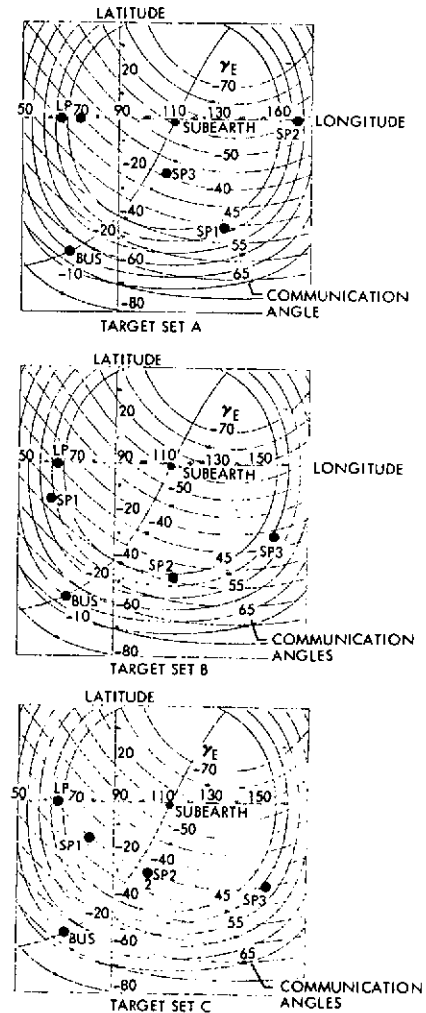 LATITUDE
20
γE
-70
50 LP 70 90 110 -130 160
SUBEARTH
SP2
LONGITUDE
-50
-20
SP3
-40
-40
45
SP1
-20
55
-60
BUS
-10
65
COMMUNICATION
ANGLE
-80
TARGET SET A
LATITUDE
20
γE
-70
50 LP 70 90 110 -130 150
LONGITUDE
SUBEARTH
-50
SP1
-20
-40
SP3
-40
SP2
45
-20
55
BUS
-60
-10
65
COMMUNICATION
ANGLES
-80
TARGET SET B
LATITUDE
20
γE
-70
50 LP 70 90 110 130 150
LONGITUDE
SUBEARTH
-50
SP1
-20
-40
SP2
2
-40
45
SP3
-20
55
BUS
-60
-10
65
COMMUNICATION
ANGLES
-80
TARGET SET C